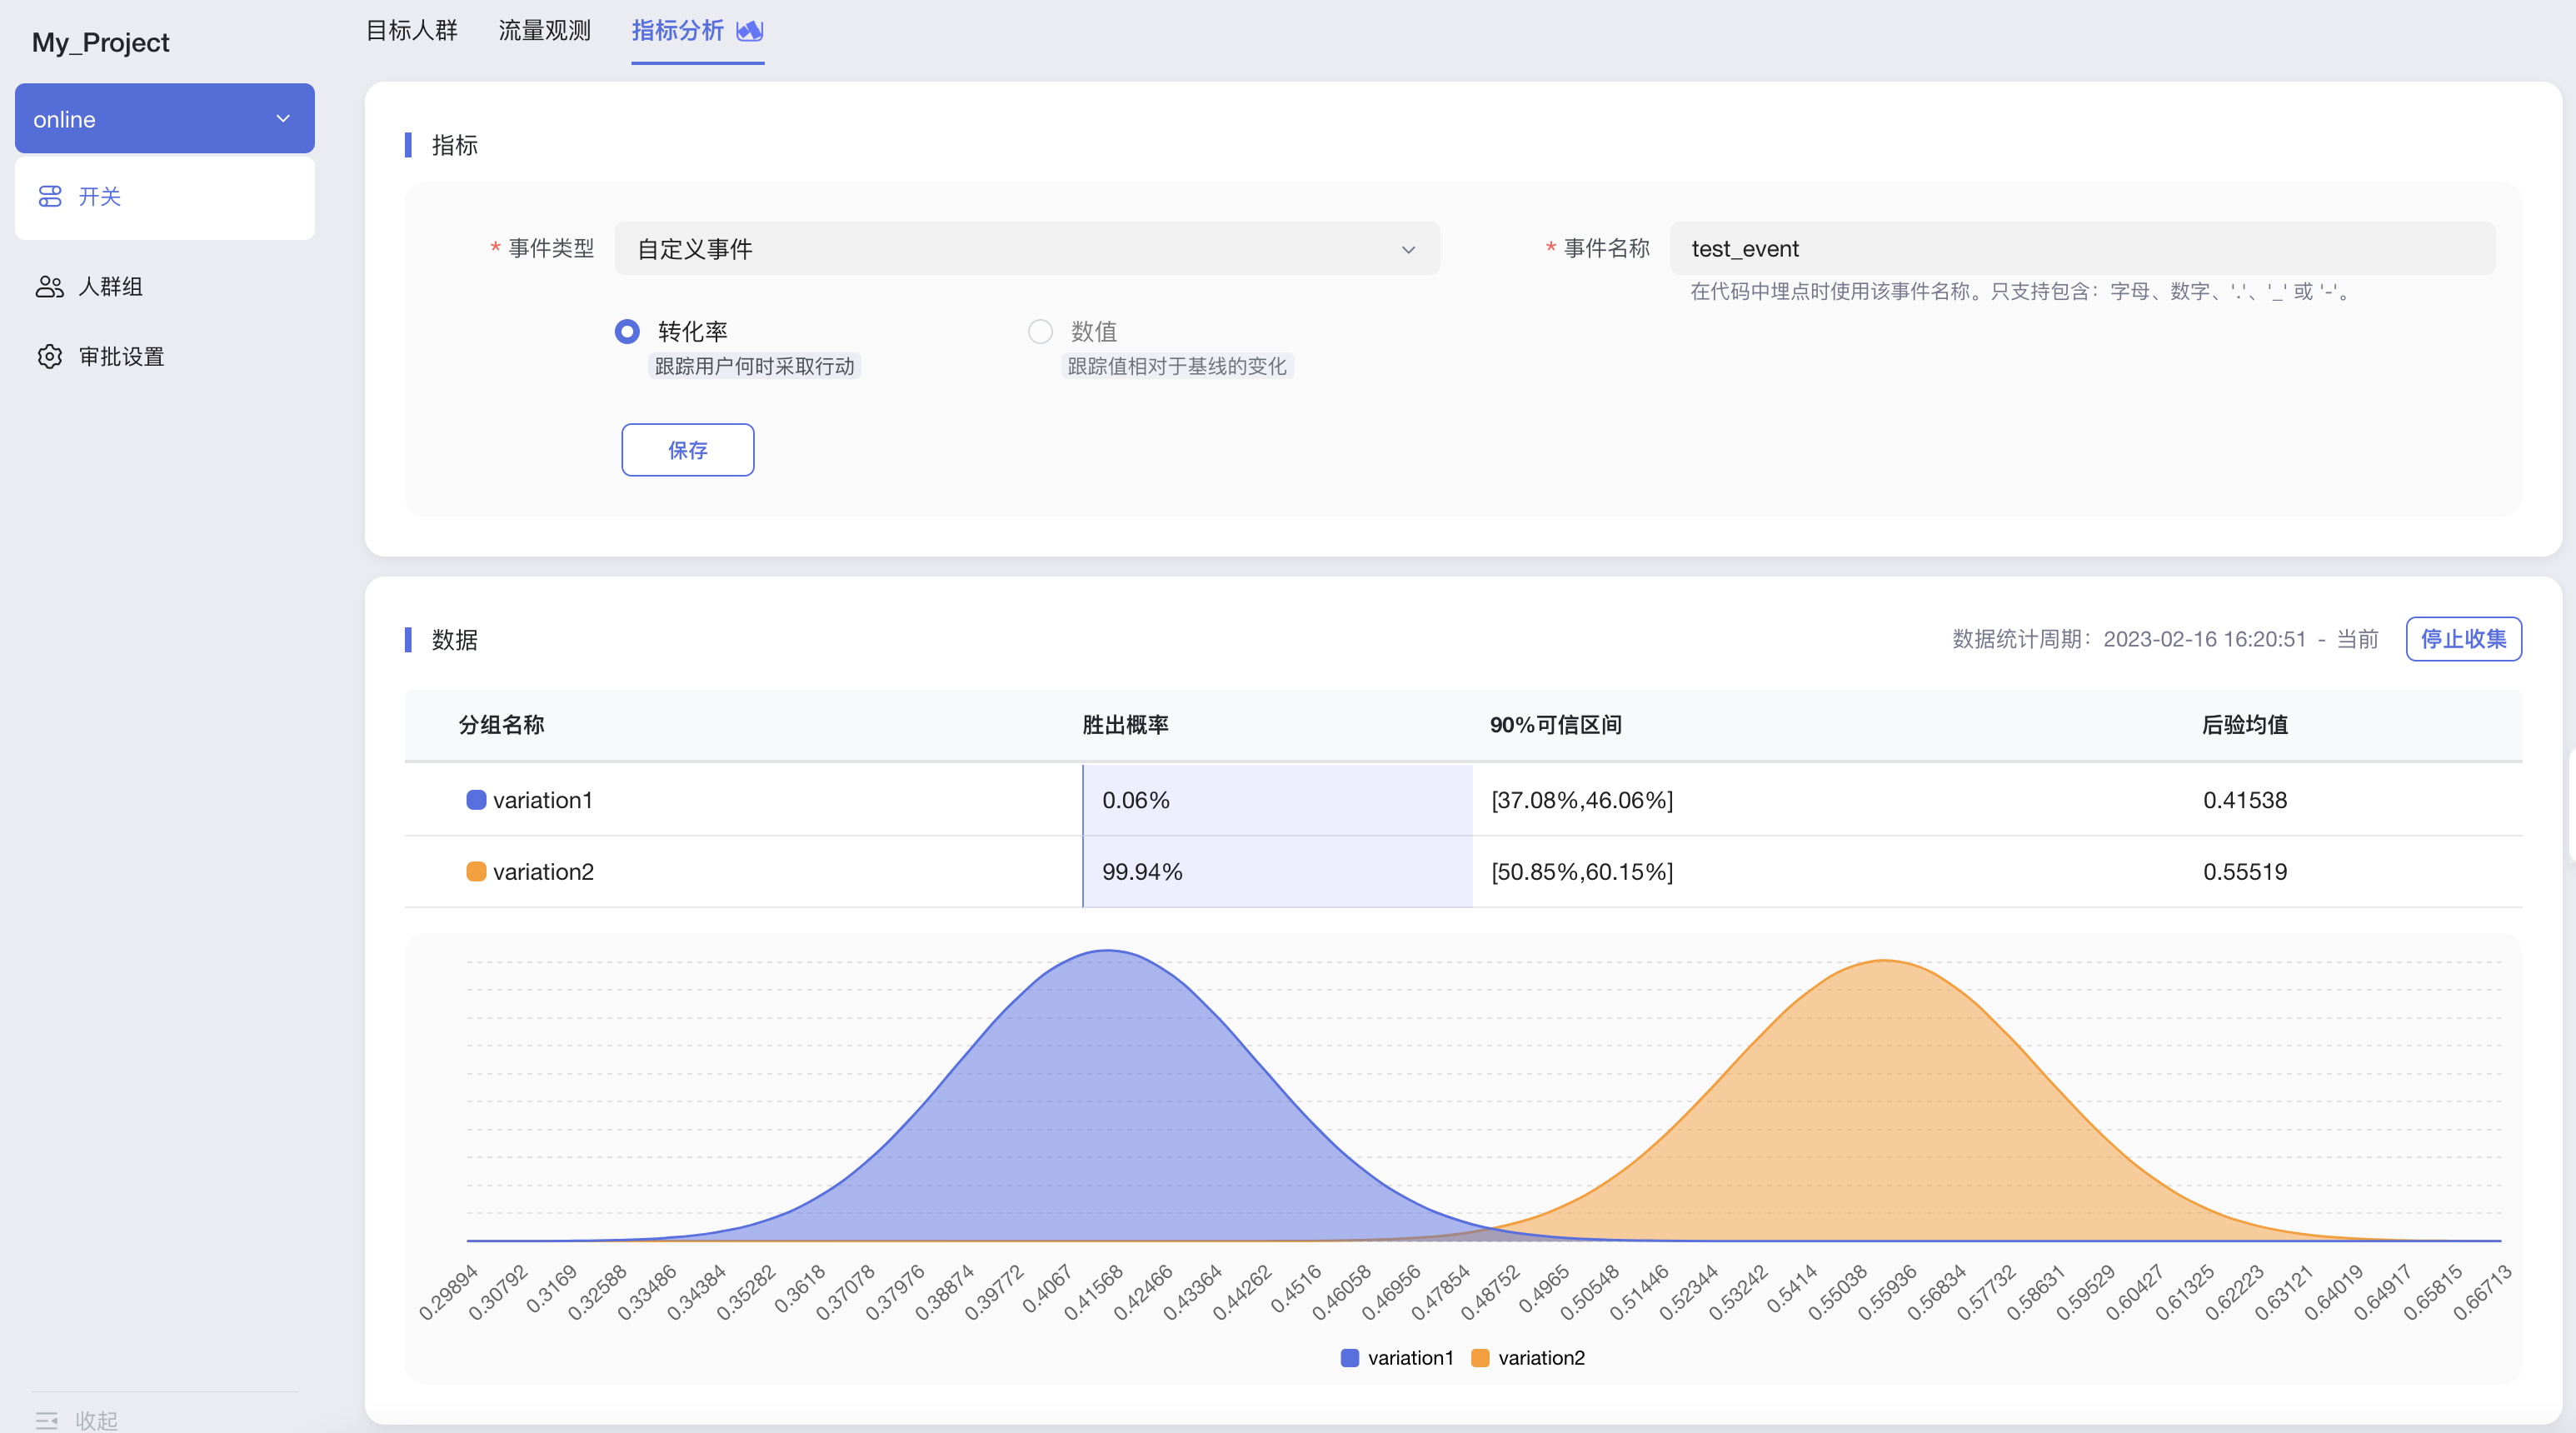 My_Project
online
开关
人群组
审批设置
收起
目标人群 流量观测 指标分析
指标
* 事件类型 自定义事件
* 事件名称 test_event
在代码中埋点时使用该事件名称。只支持包含：字母、数字、'.'、'_' 或 '-'。
转化率 数值
跟踪用户何时采取行动 跟踪值相对于基线的变化
保存
数据
数据统计周期：2023-02-16 16:20:51 - 当前 停止收集
分组名称 胜出概率 90%可信区间 后验均值
variation1 0.06% [37.08%,46.06%] 0.41538
variation2 99.94% [50.85%,60.15%] 0.55519
0.29894 0.30792 0.3169 0.32588 0.33486 0.34384 0.35282 0.3618 0.37078 0.37976 0.38874 0.39772 0.4067 0.41568 0.42466 0.43364 0.44262 0.4516 0.46058 0.46956 0.47854 0.48752 0.4965 0.50548 0.51446 0.52344 0.53242 0.5414 0.55038 0.55936 0.56834 0.57732 0.58631 0.59529 0.60427 0.61325 0.62223 0.63121 0.64019 0.64917 0.65815 0.66713
variation1 variation2